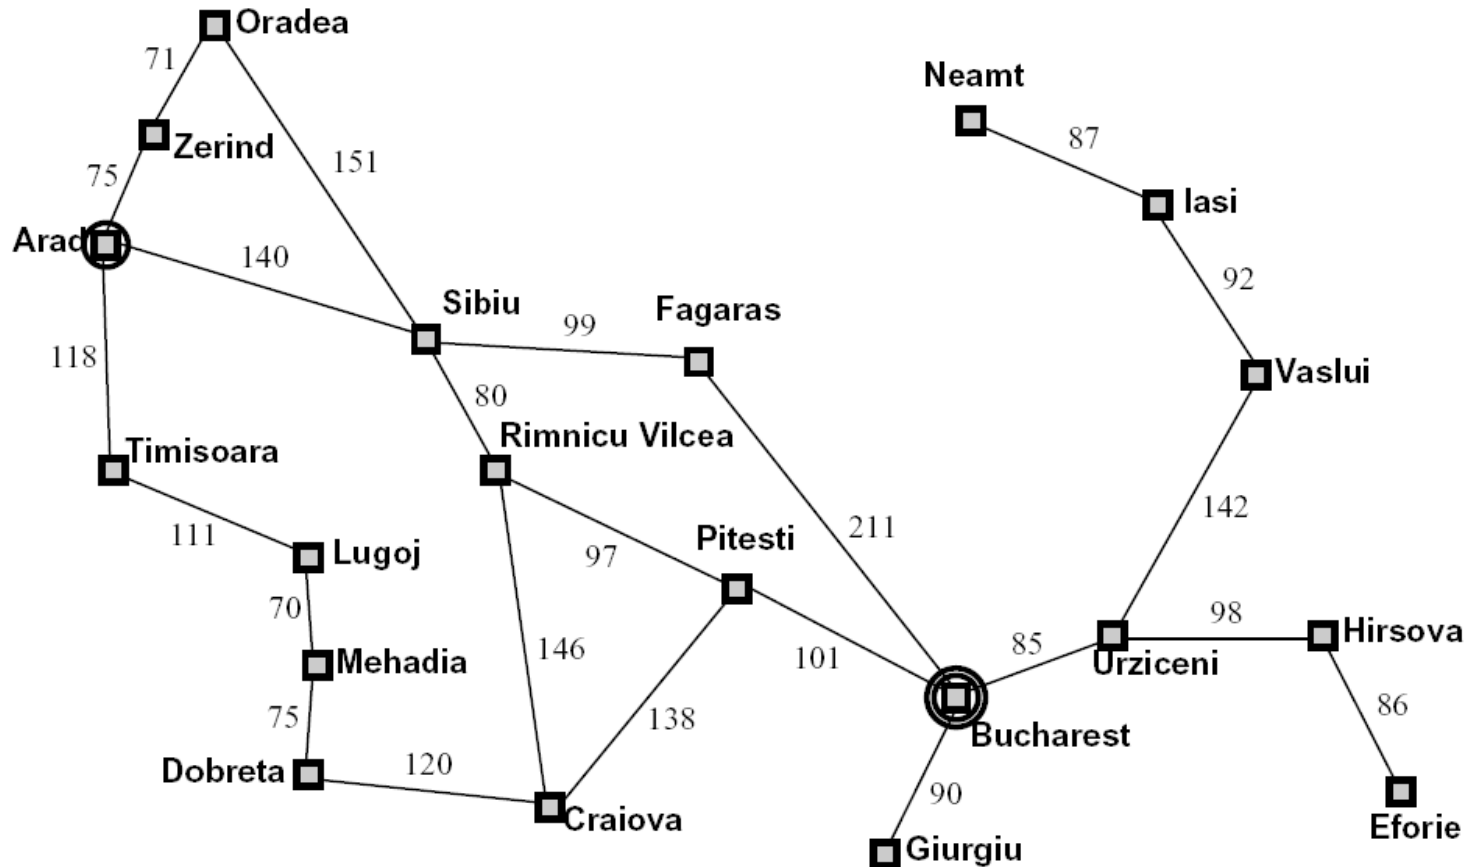 Oradea
71
Neamt
87
Zerind
151
75
Iasi
Arad
140
92
Sibiu
Fagaras
99
118
Vaslui
80
Rimnicu Vilcea
Timisoara
142
211
111
Pitesti
97
Lugoj
70
98
Hirsova
146
85
Mehadia
101
Urziceni
75
138
86
Bucharest
Dobreta
120
90
Craiova
Eforie
Giurgiu